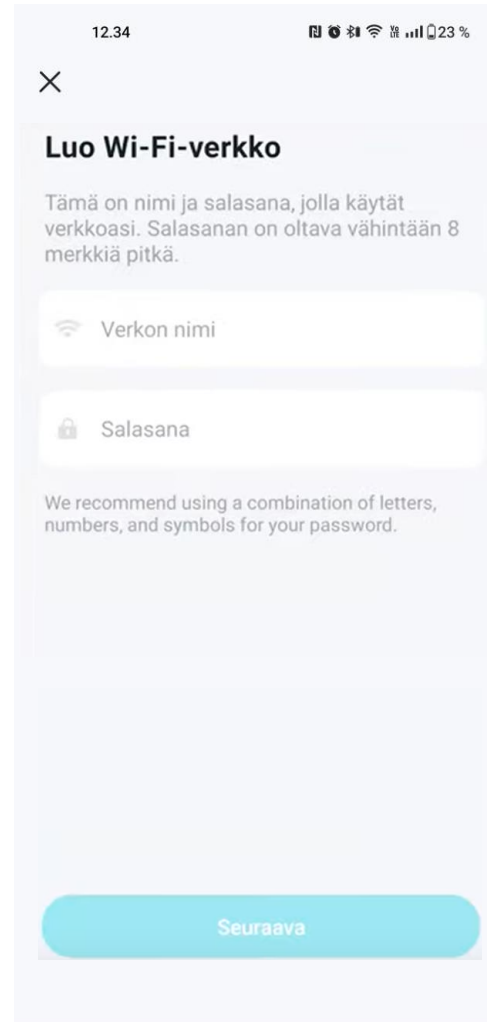 12.34
23 %
Luo Wi-Fi-verkko
Tämä on nimi ja salasana, jolla käytät
verkkoasi. Salasanan on oltava vähintään 8
merkkiä pitkä.
Verkon nimi
Salasana
We recommend using a combination of letters,
numbers, and symbols for your password.
Seuraava